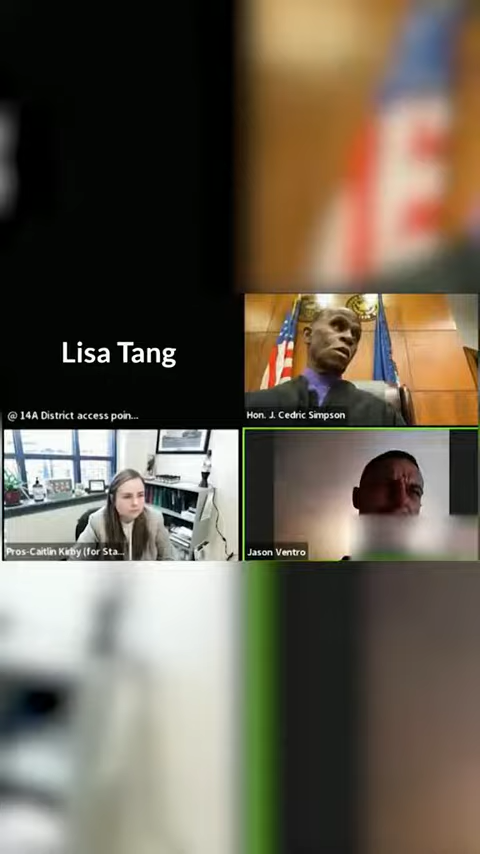 Lisa Tang
@ 14A District access poin...
Hon. J. Cedric Simpson
Pros-Caitlin Kirby (for Sta...
Jason Ventro